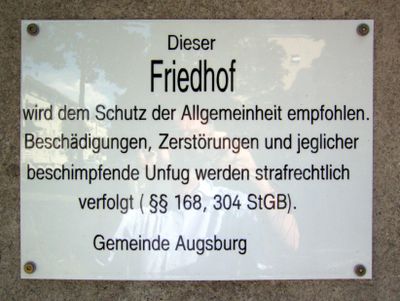 Dieser
Friedhof
wird dem Schutz der Allgemeinheit empfohlen.
Beschädigungen, Zerstörungen und jeglicher
beschimpfende Unfug werden strafrechtlich
verfolgt ( §§ 168, 304 StGB).
Gemeinde Augsburg